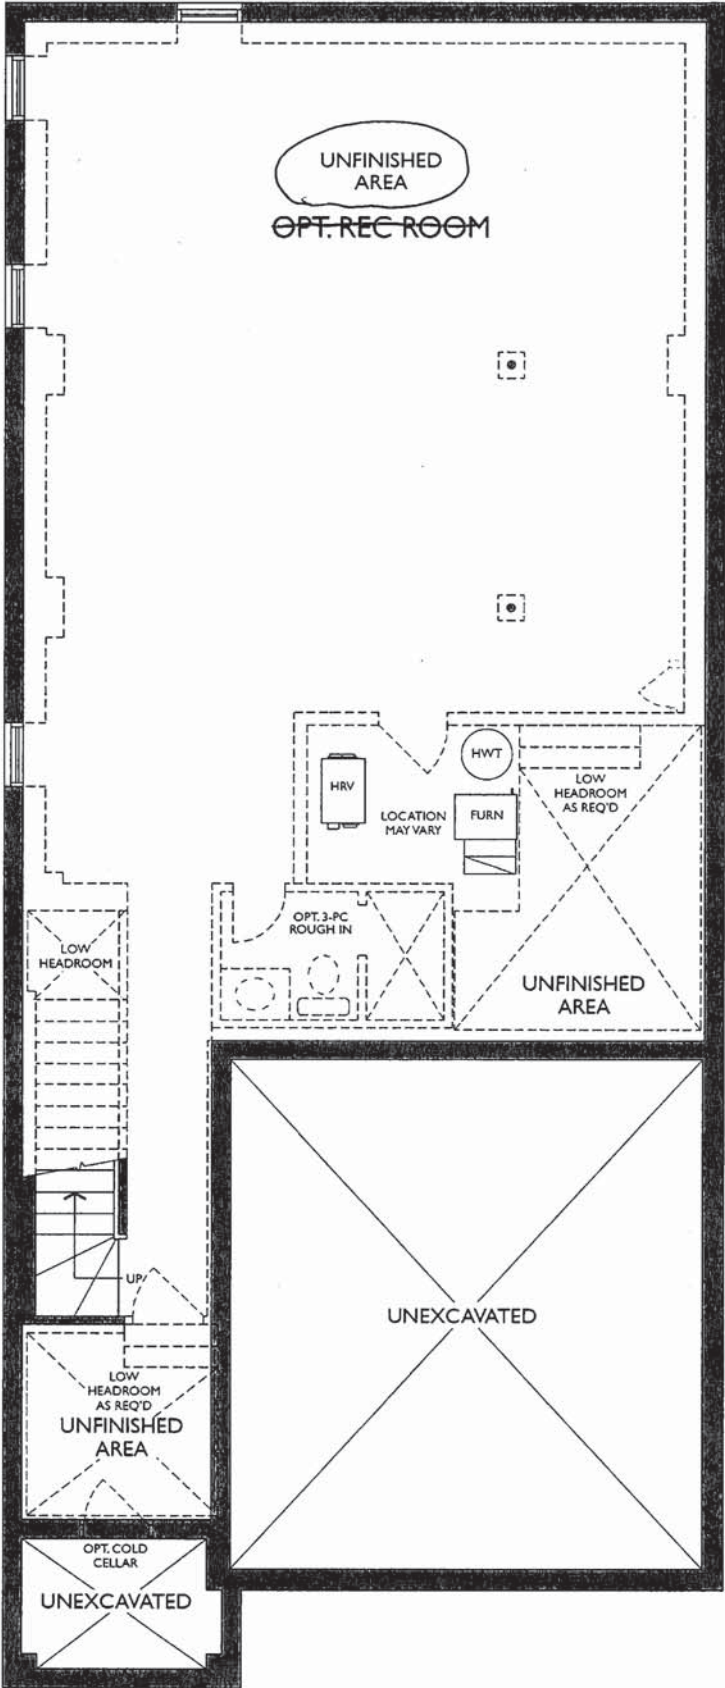 UNFINISHED
AREA
OPT. REC ROOM
HWT
HRV
LOW
HEADROOM
AS REQ'D
LOCATION
MAY VARY
FURN
OPT. 3-PC
ROUGH IN
LOW
HEADROOM
UNFINISHED
AREA
UP
UNEXCAVATED
LOW
HEADROOM
AS REQ'D
UNFINISHED
AREA
OPT. COLD
CELLAR
UNEXCAVATED